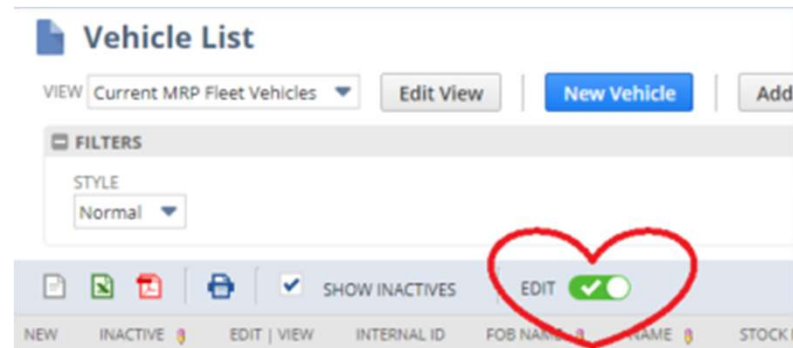 Vehicle List
VIEW Current MRP Fleet Vehicles Edit View New Vehicle Add
FILTERS
STYLE
Normal
SHOW INACTIVES EDIT
NEW INACTIVE EDIT | VIEW INTERNAL ID FOB NAME NAME STOCK